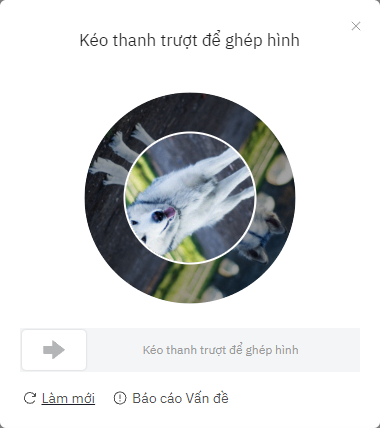 Kéo thanh trượt để ghép hình
Kéo thanh trượt để ghép hình
Làm mới Báo cáo Vấn đề